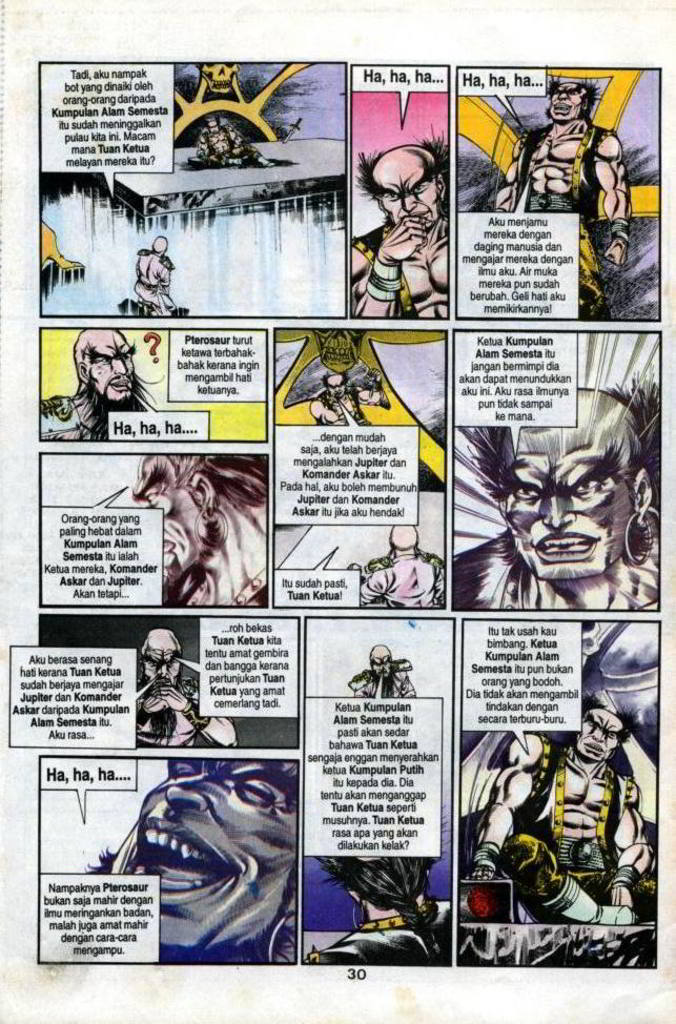 Tadi, aku nampak
bot yang dinaiki oleh
orang-orang daripada
Kumpulan Alam Semesta
itu sudah meninggalkan
pulau kita ini. Macam
mana Tuan Ketua
melayan mereka itu?
Ha, ha, ha...
Ha, ha, ha...
Aku menjamu
mereka dengan
daging manusia dan
mengajar mereka dengan
ilmu aku. Air muka
mereka pun sudah
berubah. Geli hati aku
memikirkannya!
?
Pterosaur turut
ketawa terbahak-
bahak kerana ingin
mengambil hati
ketuanya.
Ha, ha, ha....
Orang-orang yang
paling hebat dalam
Kumpulan Alam
Semesta itu ialah
Ketua mereka, Komander
Askar dan Jupiter.
Akan tetapi...
...dengan mudah
saja, aku telah berjaya
mengalahkan Jupiter dan
Komander Askar.
Pada hal, aku boleh membunuh
Jupiter dan Komander
Askar itu jika aku hendak!
Itu sudah pasti,
Tuan Ketua!
Ketua Kumpulan
Alam Semesta itu
jangan bermimpi dia
akan dapat menundukkan
aku ini. Aku rasa ilmunya
pun tidak sampai
ke mana.
Aku berasa senang
hati kerana Tuan Ketua
sudah berjaya mengajar
Jupiter dan Komander
Askar daripada Kumpulan
Alam Semesta itu.
Aku rasa...
...roh bekas
Tuan Ketua kita
tentu amat gembira
dan bangga kerana
pertunjukan Tuan
Ketua yang amat
cemerlang tadi.
Ha, ha, ha....
Nampaknya Pterosaur
bukan saja mahir dengan
ilmu meringankan badan,
malah juga amat mahir
dengan cara-cara
mengampu.
Ketua Kumpulan
Alam Semesta itu
pasti akan sedar
bahawa Tuan Ketua
sengaja enggan menyerahkan
ketua Kumpulan Putih
itu kepada dia. Dia
tentu akan menganggap
Tuan Ketua seperti
musuhnya. Tuan Ketua
rasa apa yang akan
dilakukan kelak?
Itu tak usah kau
bimbang. Ketua
Kumpulan Alam
Semesta itu pun bukan
orang yang bodoh.
Dia tidak akan mengambil
tindakan dengan
secara terburu-buru.
30